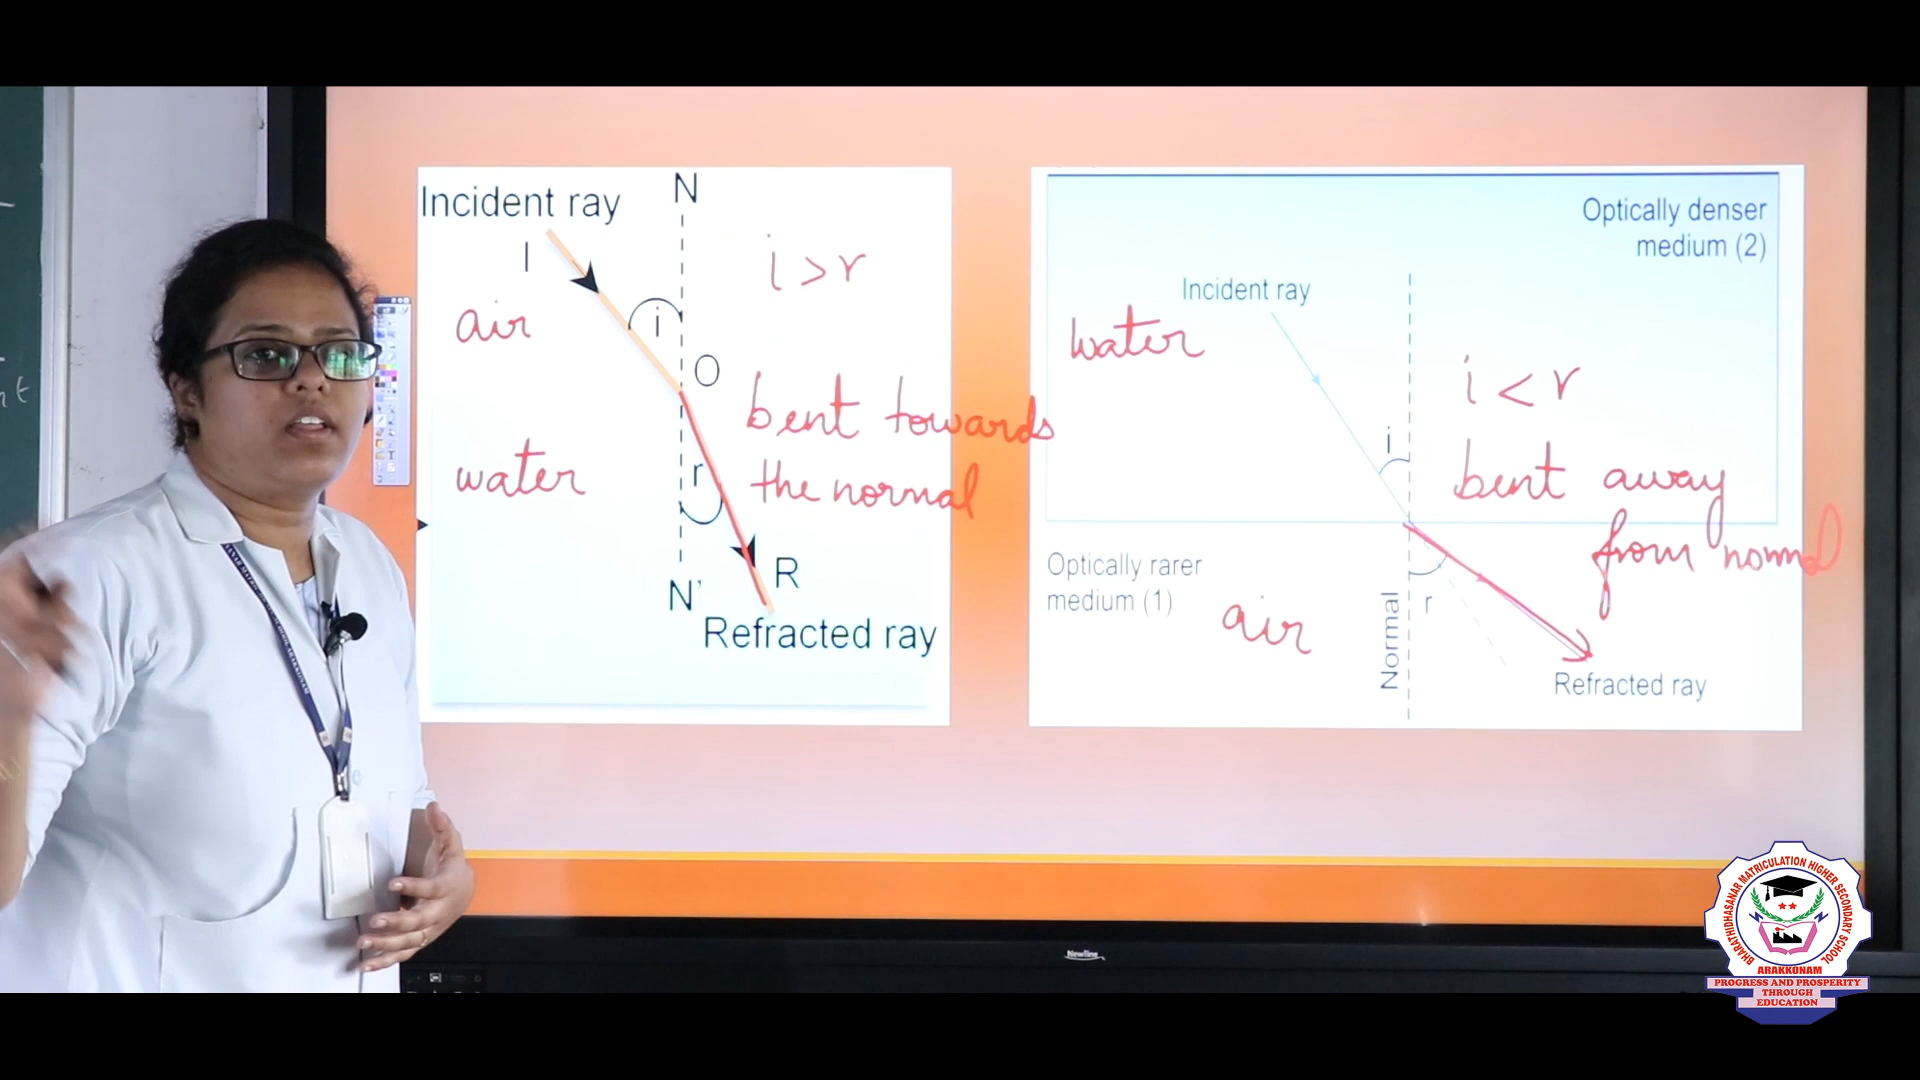 Incident ray
N
I
i > r
air
i
O
bent towards
the normal
water
r
R
N'
Refracted ray
Optically denser
medium (2)
Incident ray
water
i < r
i
bent away
from normal
Optically rarer
medium (1)
air
r
Normal
Refracted ray
Newline
BHARATHIDHASANAR MATRICULATION HIGHER SECONDARY SCHOOL
ARAKKONAM
PROGRESS AND PROSPERITY
THROUGH
EDUCATION